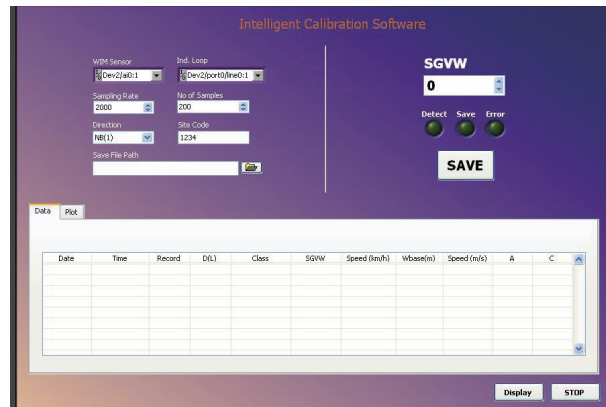 Intelligent Calibration Software
WIM Sensor
Ind. Loop
Dev2/ai0:1
Dev2/port0/line0:1
Sampling Rate
No of Samples
2000
200
Direction
Site Code
NB(1)
1234
Save File Path
SGVW
0
Detect Save Error
SAVE
Data Plot
Date Time Record D(L) Class SGVW Speed (km/h) Wbase(m) Speed (m/s) A C
Display STOP